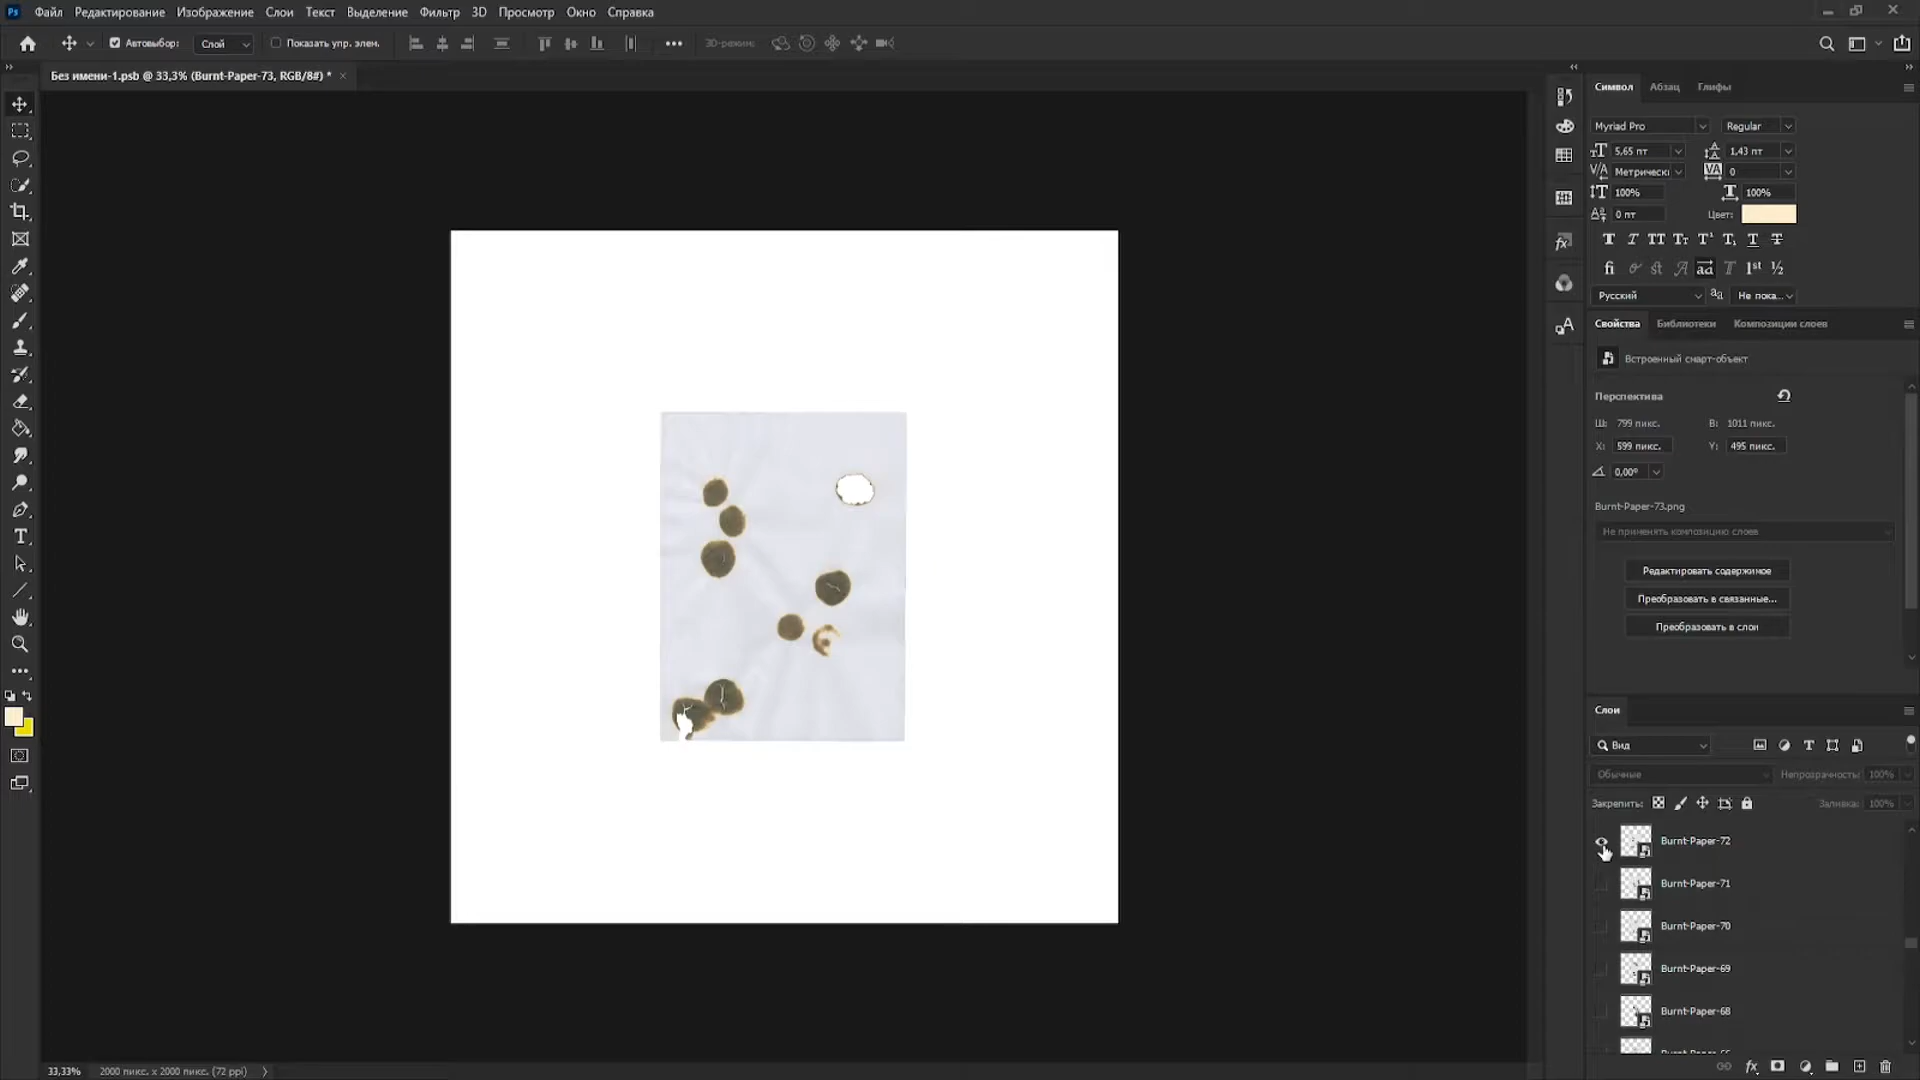 Ps Файл Редактирование Изображение Слои Текст Выделение Фильтр 3D Просмотр Окно Справка
Автовыбор: Слой Показать упр. элем. 3D-режим:
Без имени-1.psb @ 33,3% (Burnt-Paper-73, RGB/8#) *
Символ Абзац Глифы
Myriad Pro Regular
5,65 пт 1,43 пт
Метрически 0
100% 100%
0 пт Цвет:
Русский Не пока...
Свойства Библиотеки Композиции слоев
Встроенный смарт-объект
Перспектива
Ш: 799 пикс. В: 1011 пикс.
X: 599 пикс. Y: 495 пикс.
0,00°
Burnt-Paper-73.png
Не применять композицию слоев
Редактировать содержимое
Преобразовать в связанные...
Преобразовать в слои
Слои
Вид
Обычные Непрозрачность: 100%
Закрепить: Заливка: 100%
Burnt-Paper-72
Burnt-Paper-71
Burnt-Paper-70
Burnt-Paper-69
Burnt-Paper-68
33,33% 2000 пикс. x 2000 пикс. (72 ppi)